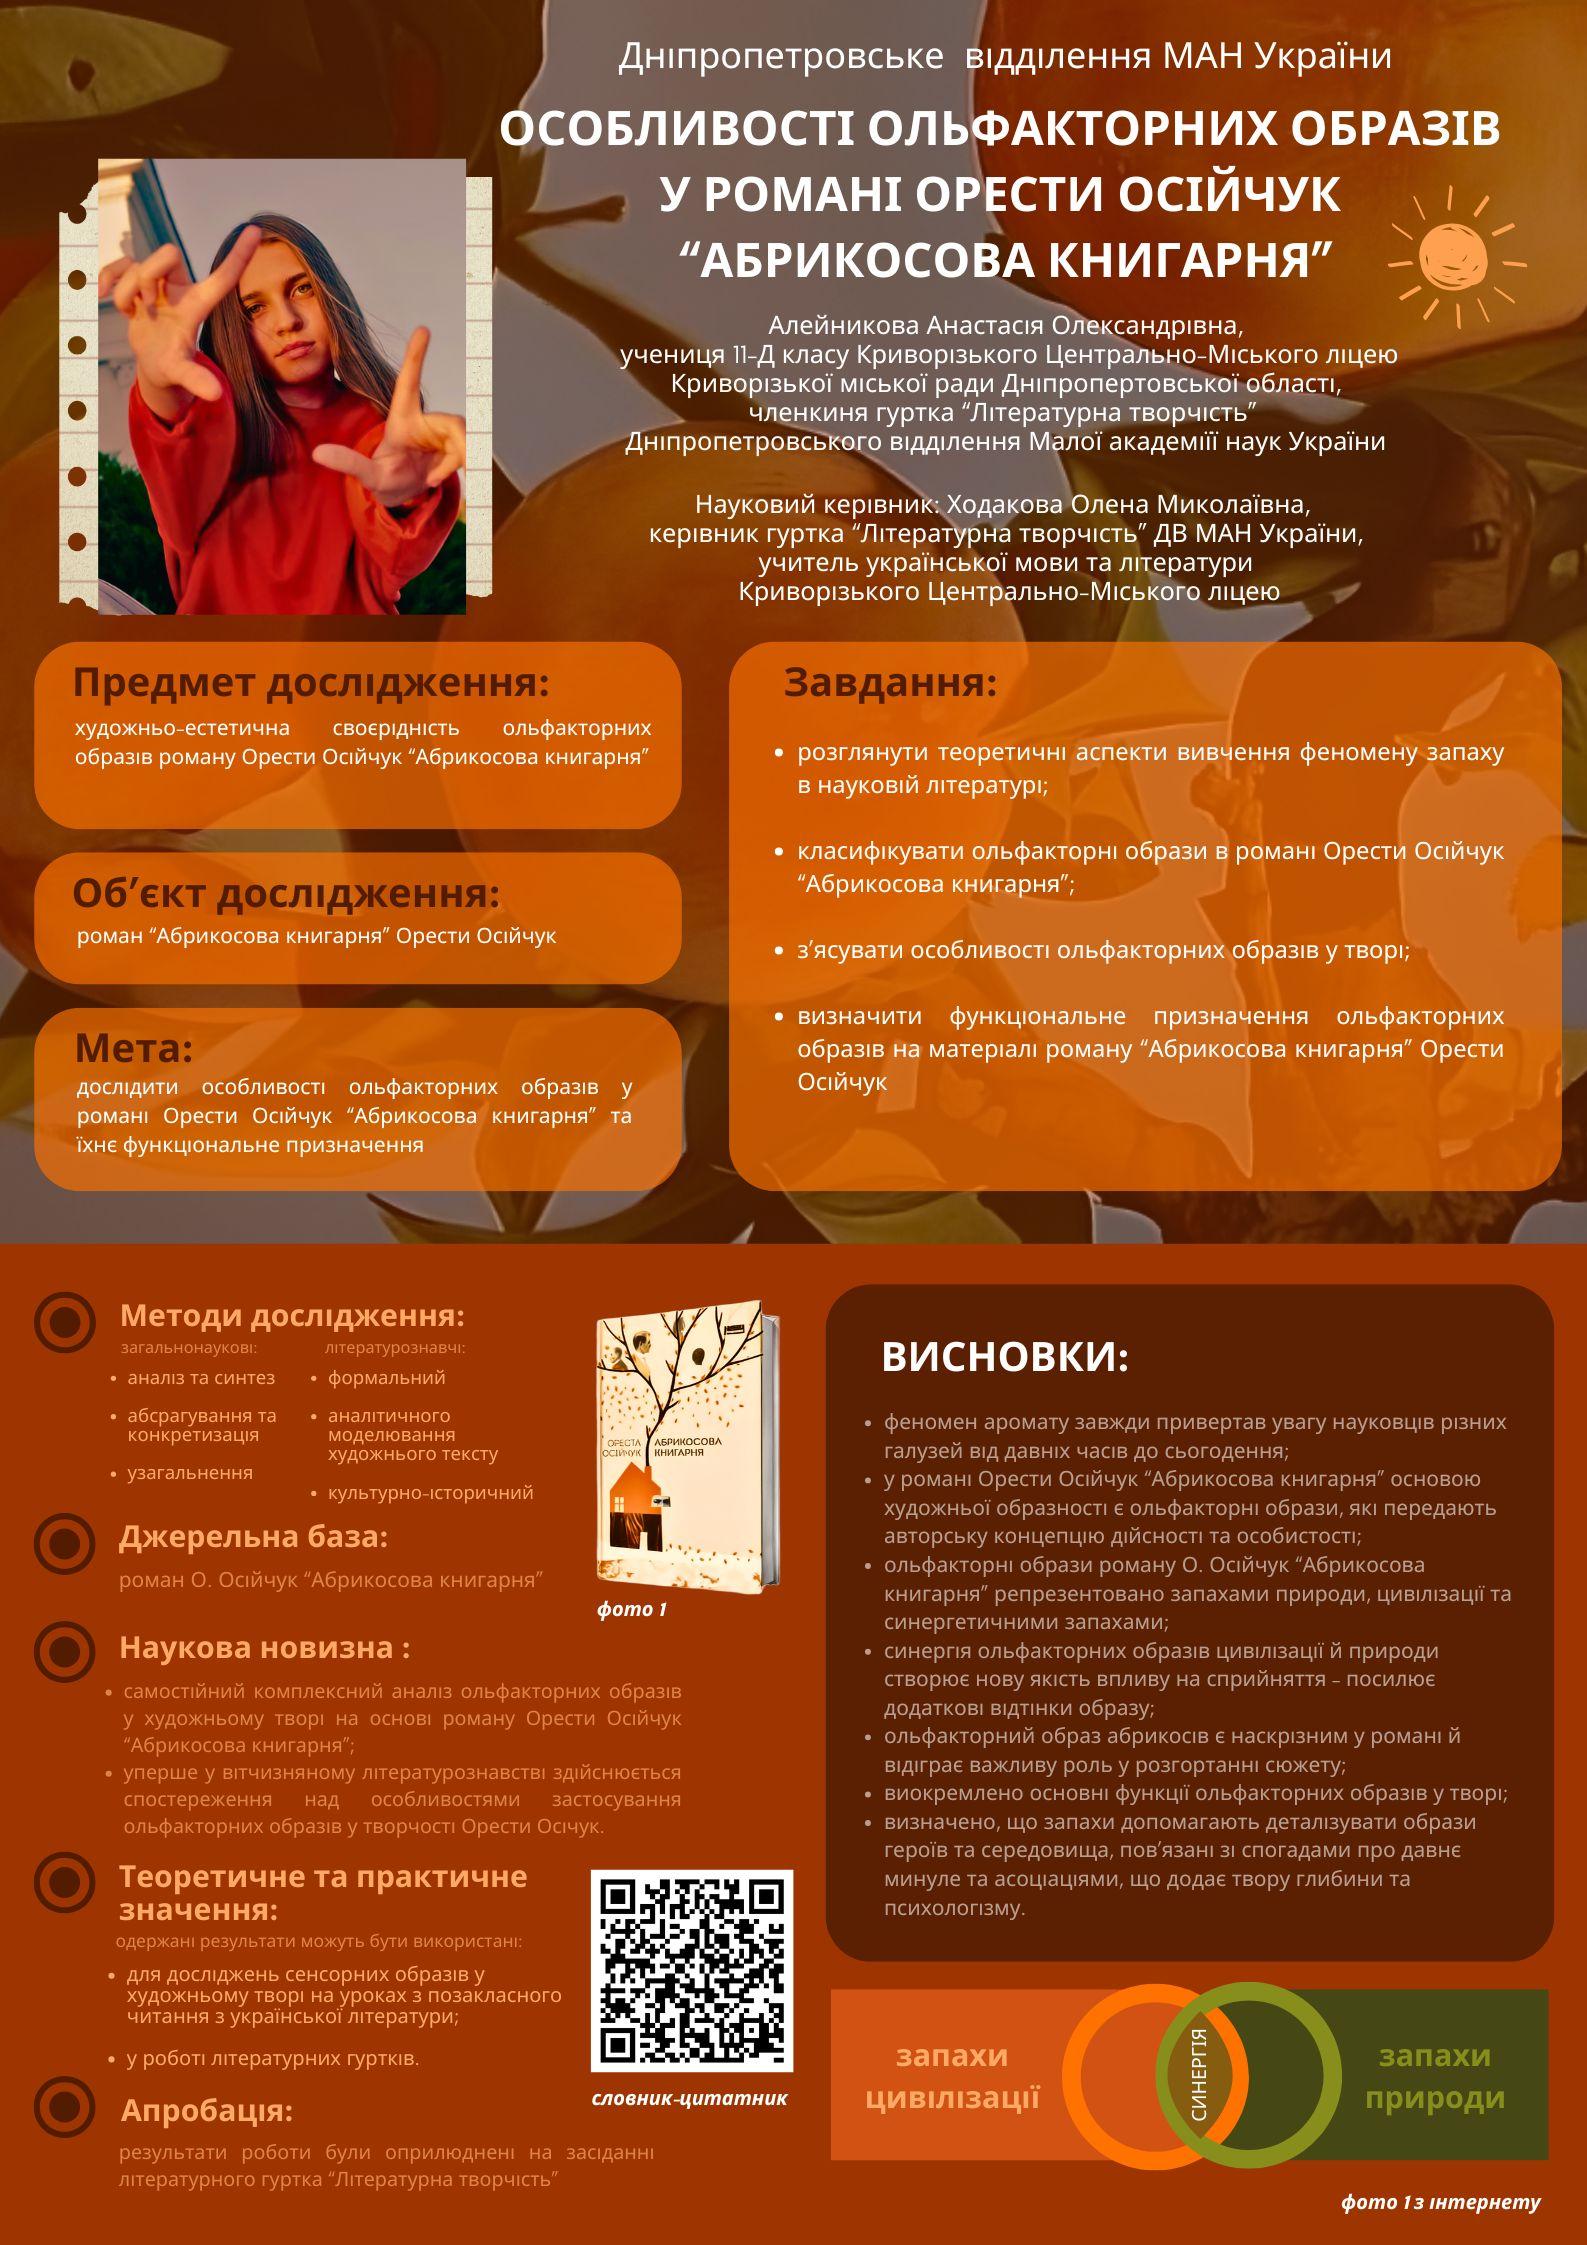 Дніпропетровське відділення МАН України
ОСОБЛИВОСТІ ОЛЬФАКТОРНИХ ОБРАЗІВ
У РОМАНІ ОРЕСТИ ОСІЙЧУК
“АБРИКОСОВА КНИГАРНЯ”
Алейникова Анастасія Олександрівна,
учениця 11-Д класу Криворізького Центрально-Міського ліцею
Криворізької міської ради Дніпропертовської області,
членкиня гуртка “Літературна творчість”
Дніпропетровського відділення Малої академіїї наук України
Науковий керівник: Ходакова Олена Миколаївна,
керівник гуртка “Літературна творчість” ДВ МАН України,
учитель української мови та літератури
Криворізького Центрально-Міського ліцею
Предмет дослідження:
художньо-естетична своєрідність ольфакторних
образів роману Орести Осійчук “Абрикосова книгарня”
Об’єкт дослідження:
роман “Абрикосова книгарня” Орести Осійчук
Мета:
дослідити особливості ольфакторних образів у
романі Орести Осійчук “Абрикосова книгарня” та
їхнє функціональне призначення
Завдання:
• розглянути теоретичні аспекти вивчення феномену запаху
в науковій літературі;
• класифікувати ольфакторні образи в романі Орести Осійчук
“Абрикосова книгарня”;
• з’ясувати особливості ольфакторних образів у творі;
• визначити функціональне призначення ольфакторних
образів на матеріалі роману “Абрикосова книгарня” Орести
Осійчук
Методи дослідження:
загальнонаукові:
• аналіз та синтез
• абсрагування та
конкретизація
• узагальнення
літературознавчі:
• формальний
• аналітичного
моделювання
художнього тексту
• культурно-історичний
ОРЕСТА
ОСІЙЧУК
АБРИКОСОВА
КНИГАРНЯ
фото 1
Джерельна база:
роман О. Осійчук “Абрикосова книгарня”
Наукова новизна :
• самостійний комплексний аналіз ольфакторних образів
у художньому творі на основі роману Орести Осійчук
“Абрикосова книгарня”;
• уперше у вітчизняному літературознавстві здійснюється
спостереження над особливостями застосування
ольфакторних образів у творчості Орести Осічук.
Теоретичне та практичне
значення:
одержані результати можуть бути використані:
• для досліджень сенсорних образів у
художньому творі на уроках з позакласного
читання з української літератури;
• у роботі літературних гуртків.
словник-цитатник
Апробація:
результати роботи були оприлюднені на засіданні
літературного гуртка “Літературна творчість”
ВИСНОВКИ:
• феномен аромату завжди привертав увагу науковців різних
галузей від давніх часів до сьогодення;
• у романі Орести Осійчук “Абрикосова книгарня” основою
художньої образності є ольфакторні образи, які передають
авторську концепцію дійсності та особистості;
• ольфакторні образи роману О. Осійчук “Абрикосова
книгарня” репрезентовано запахами природи, цивілізації та
синергетичними запахами;
• синергія ольфакторних образів цивілізації й природи
створює нову якість впливу на сприйняття – посилює
додаткові відтінки образу;
• ольфакторний образ абрикосів є наскрізним у романі й
відіграє важливу роль у розгортанні сюжету;
• виокремлено основні функції ольфакторних образів у творі;
• визначено, що запахи допомагають деталізувати образи
героїв та середовища, пов’язані зі спогадами про давнє
минуле та асоціаціями, що додає твору глибини та
психологізму.
запахи
цивілізації
СИНЕРГІЯ
запахи
природи
фото 1 з інтернету